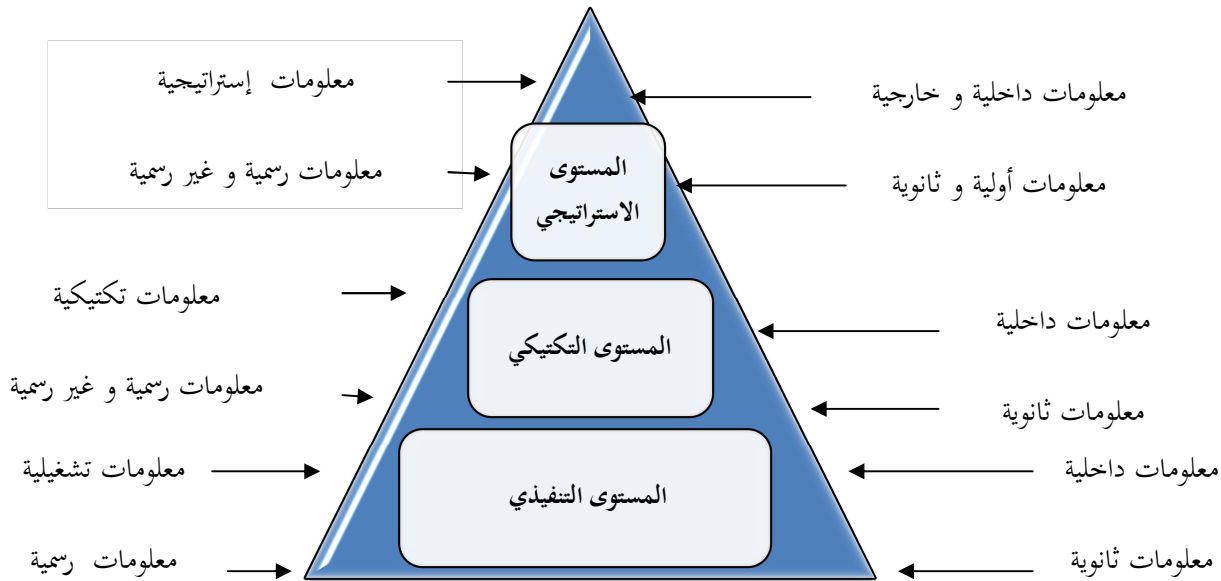 معلومات داخلية و خارجية
معلومات إستراتيجية
معلومات أولية و ثانوية
المستوى
الاستراتيجي
معلومات رسمية و غير رسمية
معلومات داخلية
المستوى التكتيكي
معلومات تكتيكية
معلومات ثانوية
معلومات رسمية و غير رسمية
معلومات داخلية
المستوى التنفيذي
معلومات تشغيلية
معلومات ثانوية
معلومات رسمية